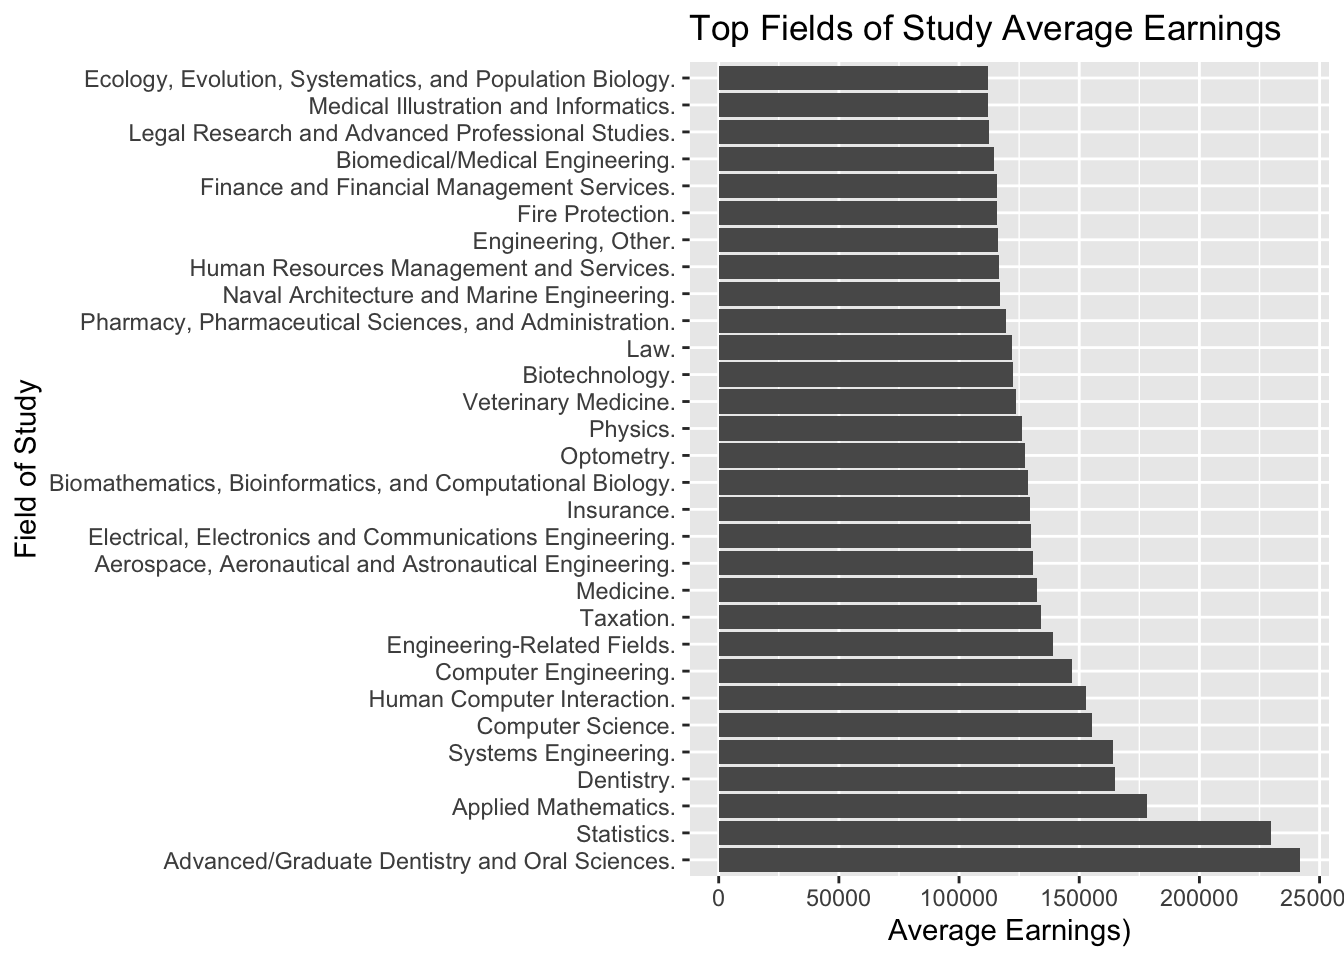 Top Fields of Study Average Earnings
Field of Study
Ecology, Evolution, Systematics, and Population Biology.
Medical Illustration and Informatics.
Legal Research and Advanced Professional Studies.
Biomedical/Medical Engineering.
Finance and Financial Management Services.
Fire Protection.
Engineering, Other.
Human Resources Management and Services.
Naval Architecture and Marine Engineering.
Pharmacy, Pharmaceutical Sciences, and Administration.
Law.
Biotechnology.
Veterinary Medicine.
Physics.
Optometry.
Biomathematics, Bioinformatics, and Computational Biology.
Insurance.
Electrical, Electronics and Communications Engineering.
Aerospace, Aeronautical and Astronautical Engineering.
Medicine.
Taxation.
Engineering-Related Fields.
Computer Engineering.
Human Computer Interaction.
Computer Science.
Systems Engineering.
Dentistry.
Applied Mathematics.
Statistics.
Advanced/Graduate Dentistry and Oral Sciences.
0 50000 100000 150000 200000 25000
Average Earnings)